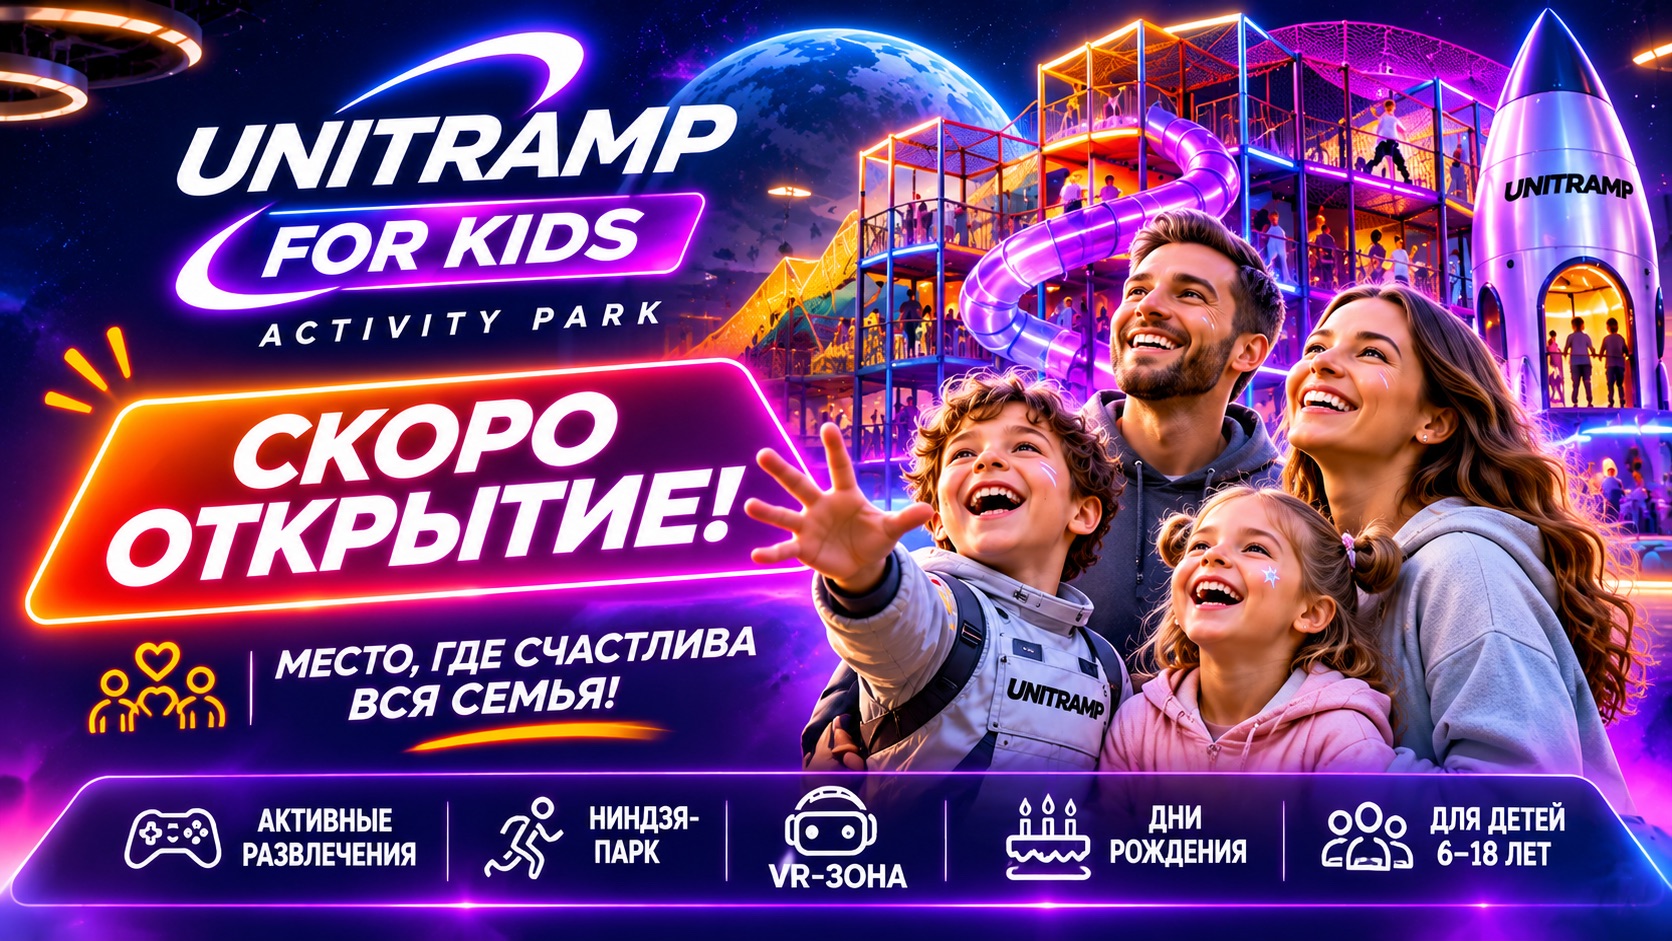 UNITRAMP
FOR KIDS
ACTIVITY PARK
СКОРО
ОТКРЫТИЕ!
МЕСТО, ГДЕ СЧАСТЛИВА
ВСЯ СЕМЬЯ!
UNITRAMP
UNITRAMP
АКТИВНЫЕ
РАЗВЛЕЧЕНИЯ
НИНДЗЯ-
ПАРК
VR-ЗОНА
ДНИ
РОЖДЕНИЯ
ДЛЯ ДЕТЕЙ
6–18 ЛЕТ